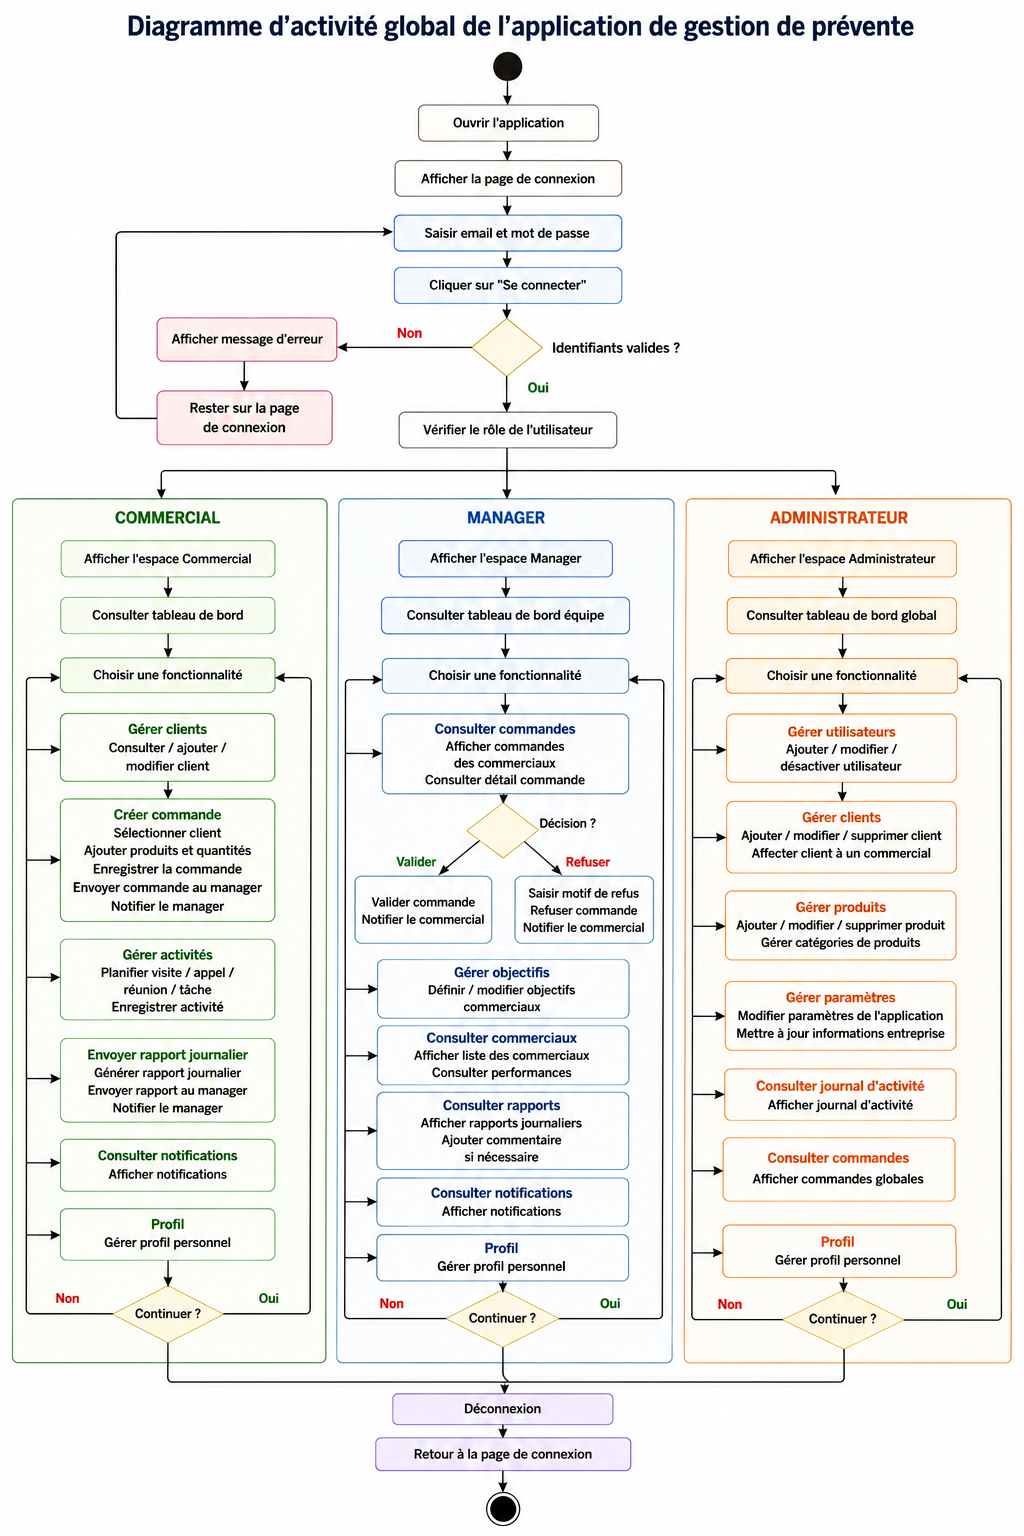 Diagramme d'activité global de l'application de gestion de prévente
Ouvrir l'application
Afficher la page de connexion
Saisir email et mot de passe
Cliquer sur "Se connecter"
Identifiants valides ?
Non
Oui
Afficher message d'erreur
Rester sur la page
de connexion
Vérifier le rôle de l'utilisateur
COMMERCIAL
Afficher l'espace Commercial
Consulter tableau de bord
Choisir une fonctionnalité
Gérer clients
Consulter / ajouter /
modifier client
Créer commande
Sélectionner client
Ajouter produits et quantités
Enregistrer la commande
Envoyer commande au manager
Notifier le manager
Gérer activités
Planifier visite / appel /
réunion / tâche
Enregistrer activité
Envoyer rapport journalier
Générer rapport journalier
Envoyer rapport au manager
Notifier le manager
Consulter notifications
Afficher notifications
Profil
Gérer profil personnel
Non
Continuer ?
Oui
MANAGER
Afficher l'espace Manager
Consulter tableau de bord équipe
Choisir une fonctionnalité
Consulter commandes
Afficher commandes
des commerciaux
Consulter détail commande
Décision ?
Valider
Refuser
Valider commande
Notifier le commercial
Saisir motif de refus
Refuser commande
Notifier le commercial
Gérer objectifs
Définir / modifier objectifs
commerciaux
Consulter commerciaux
Afficher liste des commerciaux
Consulter performances
Consulter rapports
Afficher rapports journaliers
Ajouter commentaire
si nécessaire
Consulter notifications
Afficher notifications
Profil
Gérer profil personnel
Non
Continuer ?
Oui
ADMINISTRATEUR
Afficher l'espace Administrateur
Consulter tableau de bord global
Choisir une fonctionnalité
Gérer utilisateurs
Ajouter / modifier /
désactiver utilisateur
Gérer clients
Ajouter / modifier / supprimer client
Affecter client à un commercial
Gérer produits
Ajouter / modifier / supprimer produit
Gérer catégories de produits
Gérer paramètres
Modifier paramètres de l'application
Mettre à jour informations entreprise
Consulter journal d'activité
Afficher journal d'activité
Consulter commandes
Afficher commandes globales
Profil
Gérer profil personnel
Non
Continuer ?
Oui
Déconnexion
Retour à la page de connexion